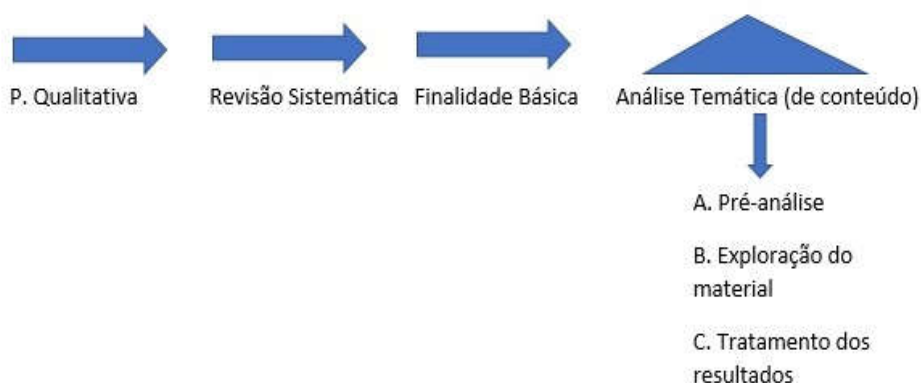 P. Qualitativa
Revisão Sistemática
Finalidade Básica
Análise Temática (de conteúdo)
A. Pré-análise
B. Exploração do
material
C. Tratamento dos
resultados